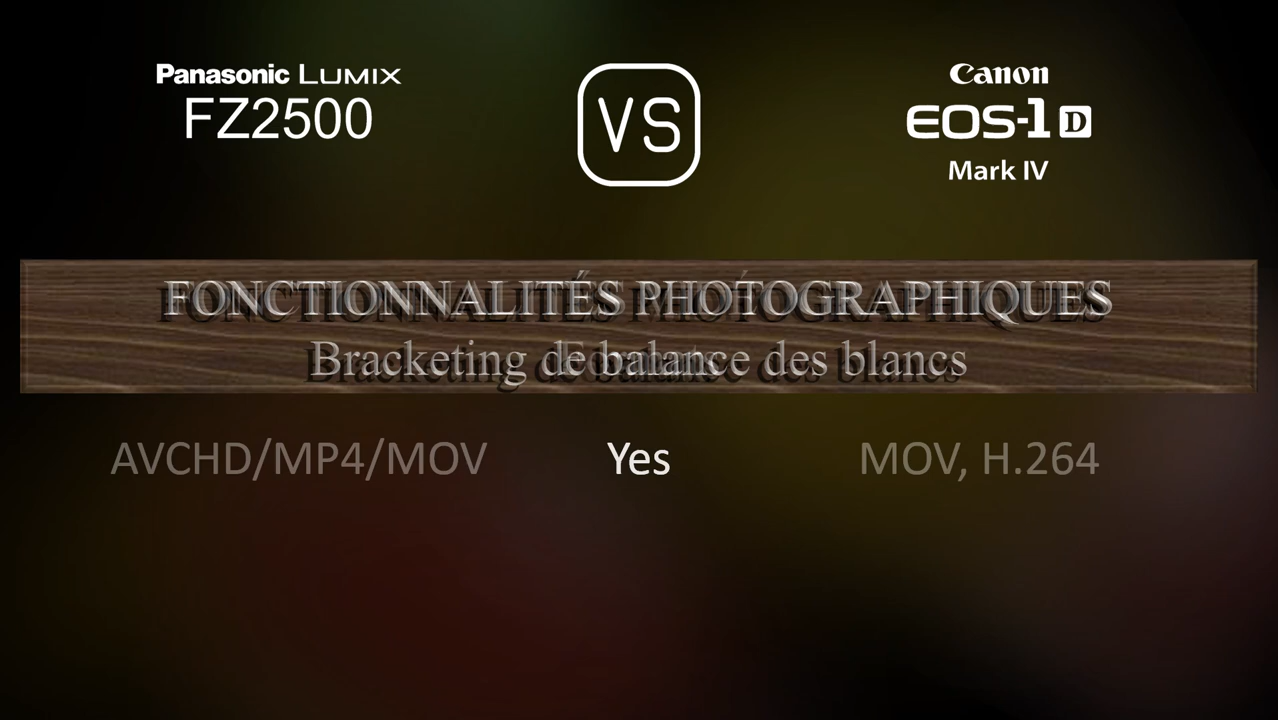 Panasonic LUMIX
FZ2500
VS
Canon
EOS-1D
Mark IV
FONCTIONNALITÉS PHOTOGRAPHIQUES
Bracketing de balance des blancs
AVCHD/MP4/MOV Yes MOV, H.264